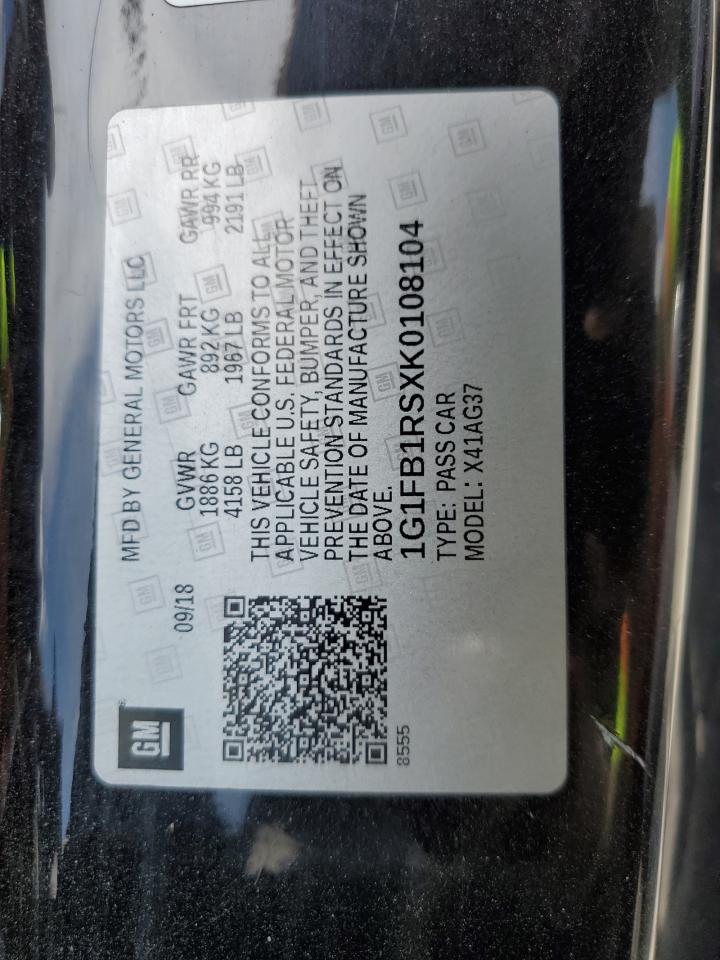 GM
MFD BY GENERAL MOTORS LLC
09/18
GVWR GAWR FRT GAWR RR
1886 KG 892 KG 994 KG
4158 LB 1967 LB 2191 LB
THIS VEHICLE CONFORMS TO ALL
APPLICABLE U.S. FEDERAL MOTOR
VEHICLE SAFETY, BUMPER, AND THEFT
PREVENTION STANDARDS IN EFFECT ON
THE DATE OF MANUFACTURE SHOWN
ABOVE.
1G1FB1RSXK0108104
TYPE: PASS CAR
MODEL: X41AG37
8555